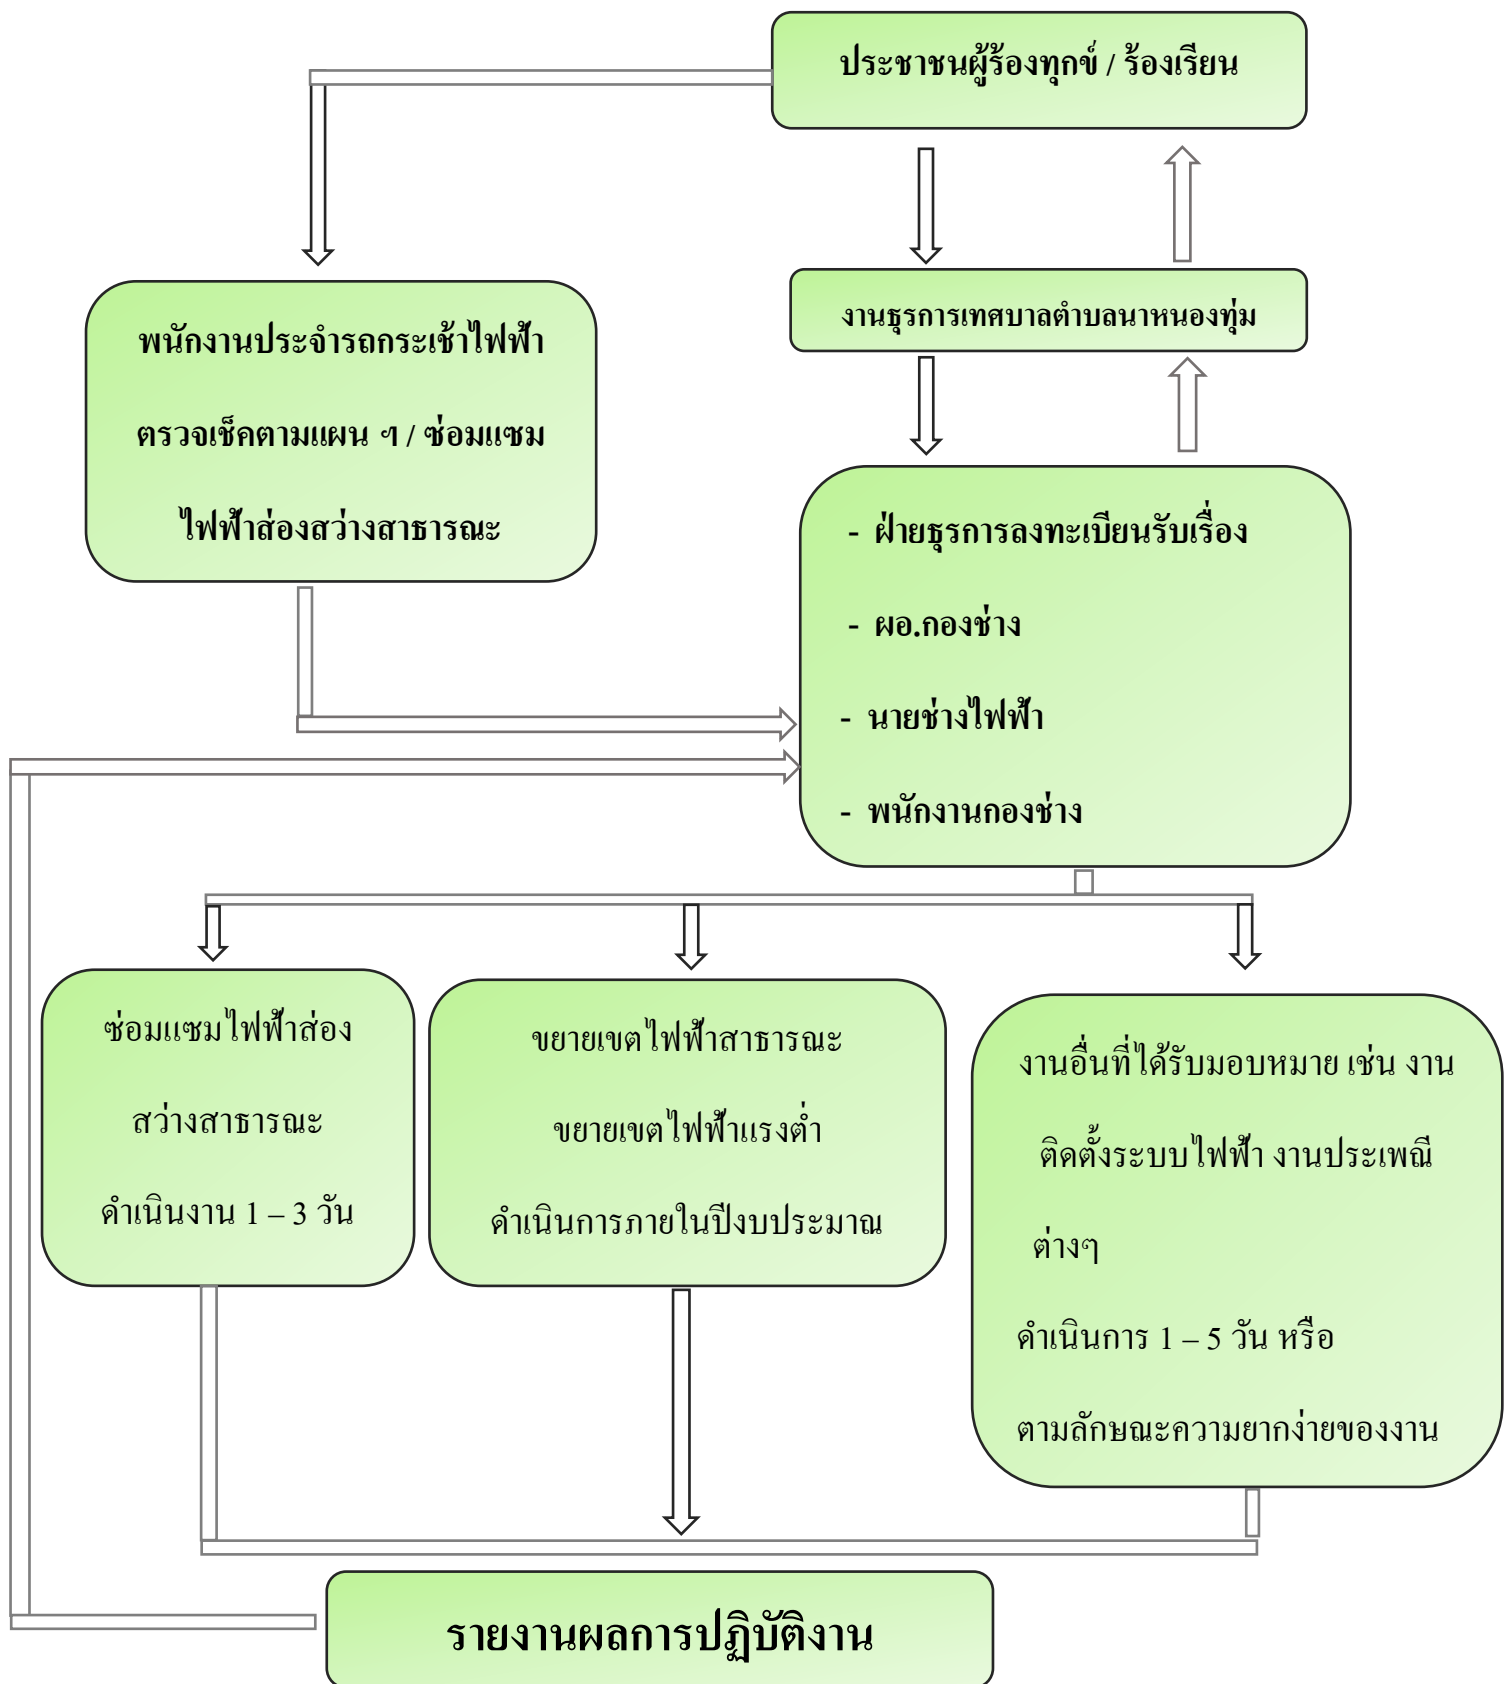 ประชาชนผู้ร้องทุกข์ / ร้องเรียน
งานธุรการเทศบาลตำบลนาหนองทุ่ม
พนักงานประจำรถกระเช้าไฟฟ้า
ตรวจเช็คตามแผน ฯ / ซ่อมแซม
ไฟฟ้าส่องสว่างสาธารณะ
- ฝ่ายธุรการลงทะเบียนรับเรื่อง
- ผอ.กองช่าง
- นายช่างไฟฟ้า
- พนักงานกองช่าง
ซ่อมแซมไฟฟ้าส่อง
สว่างสาธารณะ
ดำเนินงาน 1 – 3 วัน
ขยายเขตไฟฟ้าสาธารณะ
ขยายเขตไฟฟ้าแรงต่ำ
ดำเนินการภายในปีงบประมาณ
งานอื่นที่ได้รับมอบหมาย เช่น งาน
ติดตั้งระบบไฟฟ้า งานประเพณี
ต่างๆ
ดำเนินการ 1 – 5 วัน หรือ
ตามลักษณะความยากง่ายของงาน
รายงานผลการปฏิบัติงาน